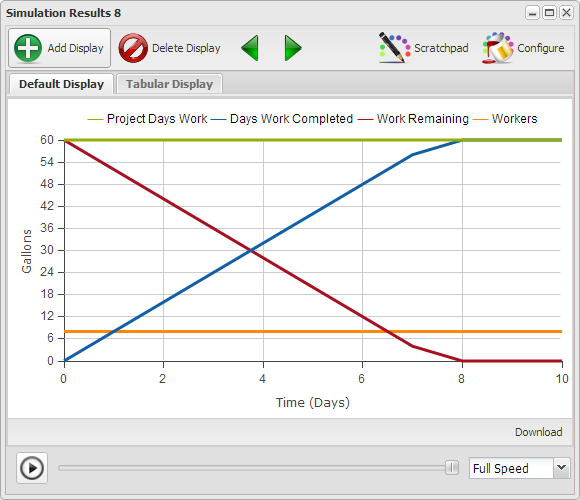 Simulation Results 8
Add Display Delete Display Scratchpad Configure
Default Display Tabular Display
Project Days Work Days Work Completed Work Remaining Workers
60
54
48
42
36
30
24
18
12
6
0
Gallons
0 2 4 6 8 10
Time (Days)
Download
Full Speed